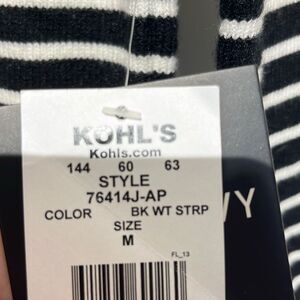 KOHL'S
Kohls.com
144 60 63
STYLE
76414J-AP
COLOR BK WT STRP
SIZE
M
FL_13